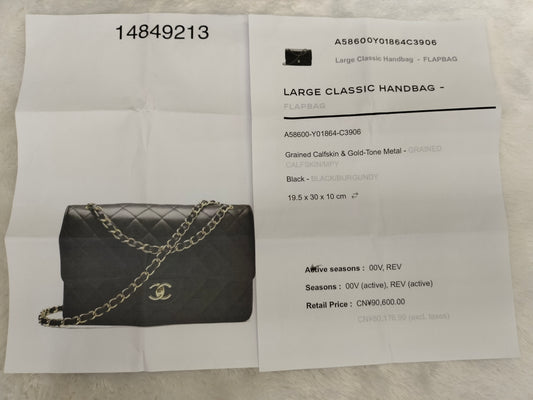 14849213
A58600Y01864C3906
Large Classic Handbag - FLAPBAG
LARGE CLASSIC HANDBAG -
FLAPBAG
A58600-Y01864-C3906
Grained Calfskin & Gold-Tone Metal - GRAINED
CALFSKIN/MPY
Black - BLACK/BURGUNDY
19.5 x 30 x 10 cm
Active seasons : 00V, REV
Seasons : 00V (active), REV (active)
Retail Price : CN¥90,600.00
(excl. taxes)